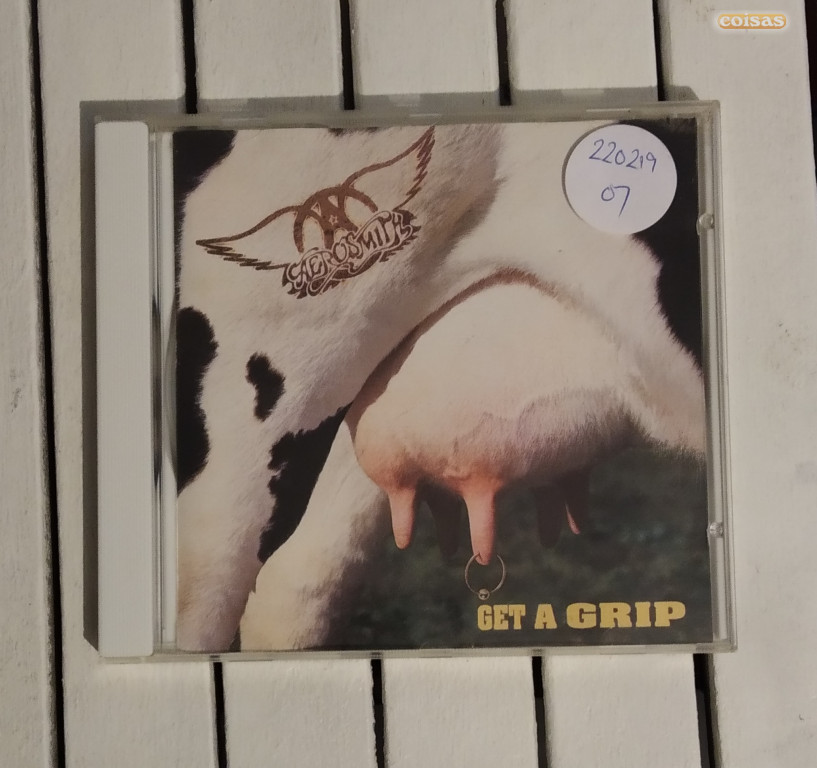 coisas
220219
07
AEROSMITH
GET A GRIP